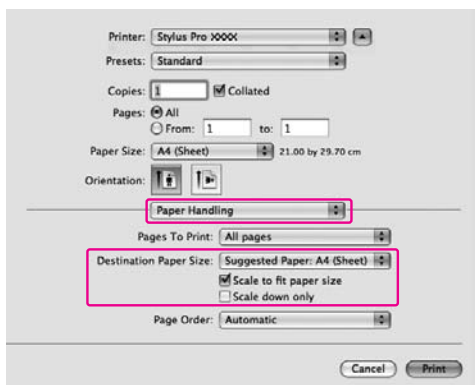 Printer: Stylus Pro XXXX
Presets: Standard
Copies: 1 Collated
Pages: All
From: 1 to: 1
Paper Size: A4 (Sheet) 21.00 by 29.70 cm
Orientation:
Paper Handling
Pages To Print: All pages
Destination Paper Size: Suggested Paper: A4 (Sheet)
Scale to fit paper size
Scale down only
Page Order: Automatic
Cancel Print